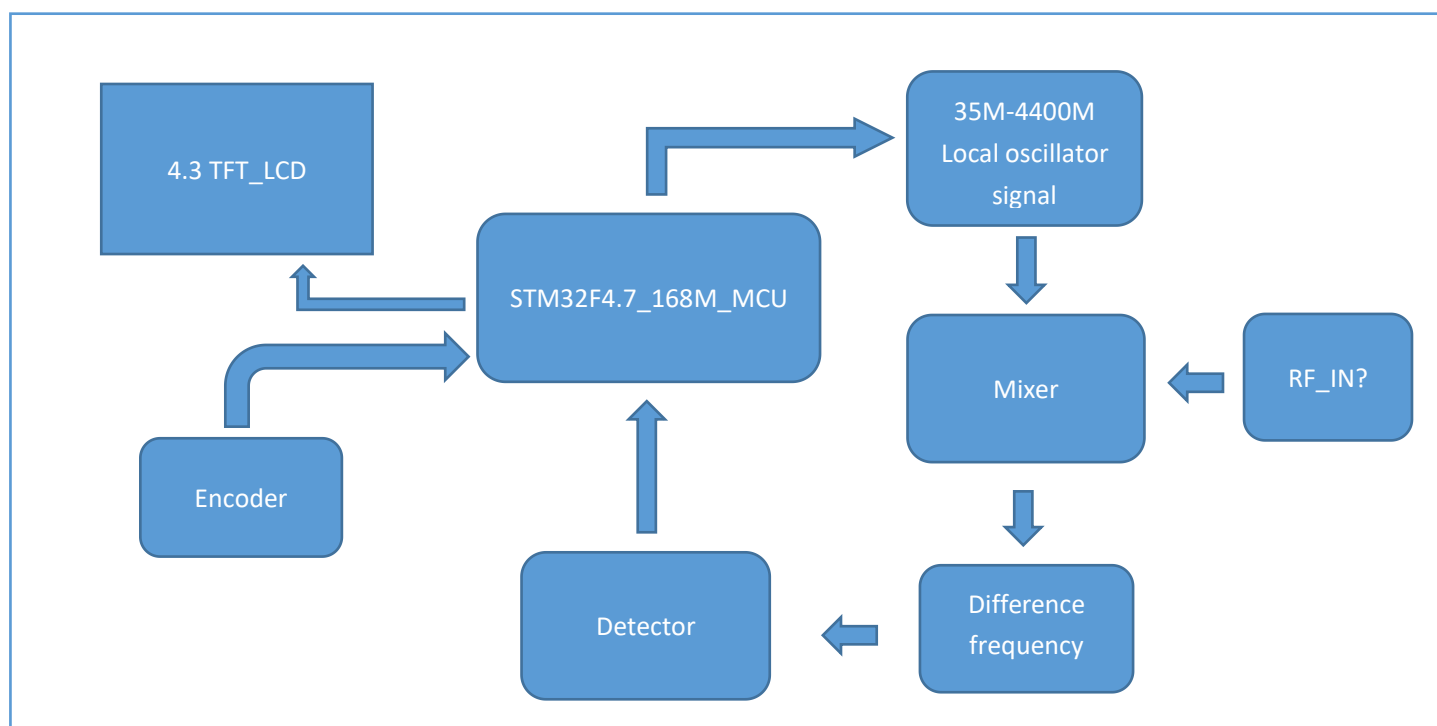 35M-4400M
Local oscillator
signal
4.3 TFT_LCD
STM32F4.7_168M_MCU
Mixer
RF_IN?
Encoder
Difference
frequency
Detector